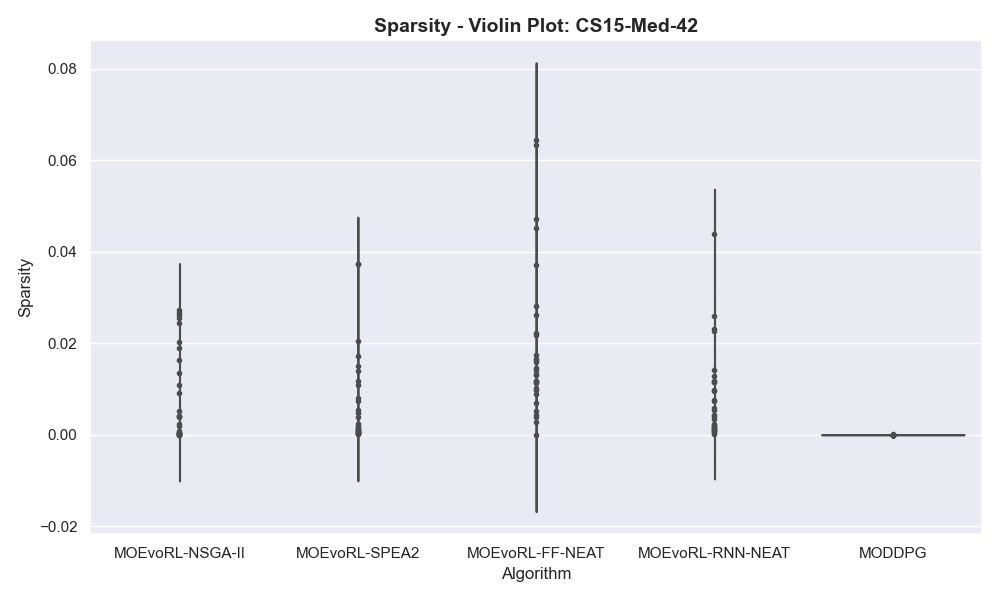 Sparsity - Violin Plot: CS15-Med-42
0.08
0.06
0.04
0.02
0.00
−0.02
Sparsity
MOEvoRL-NSGA-II MOEvoRL-SPEA2 MOEvoRL-FF-NEAT MOEvoRL-RNN-NEAT MODDPG
Algorithm